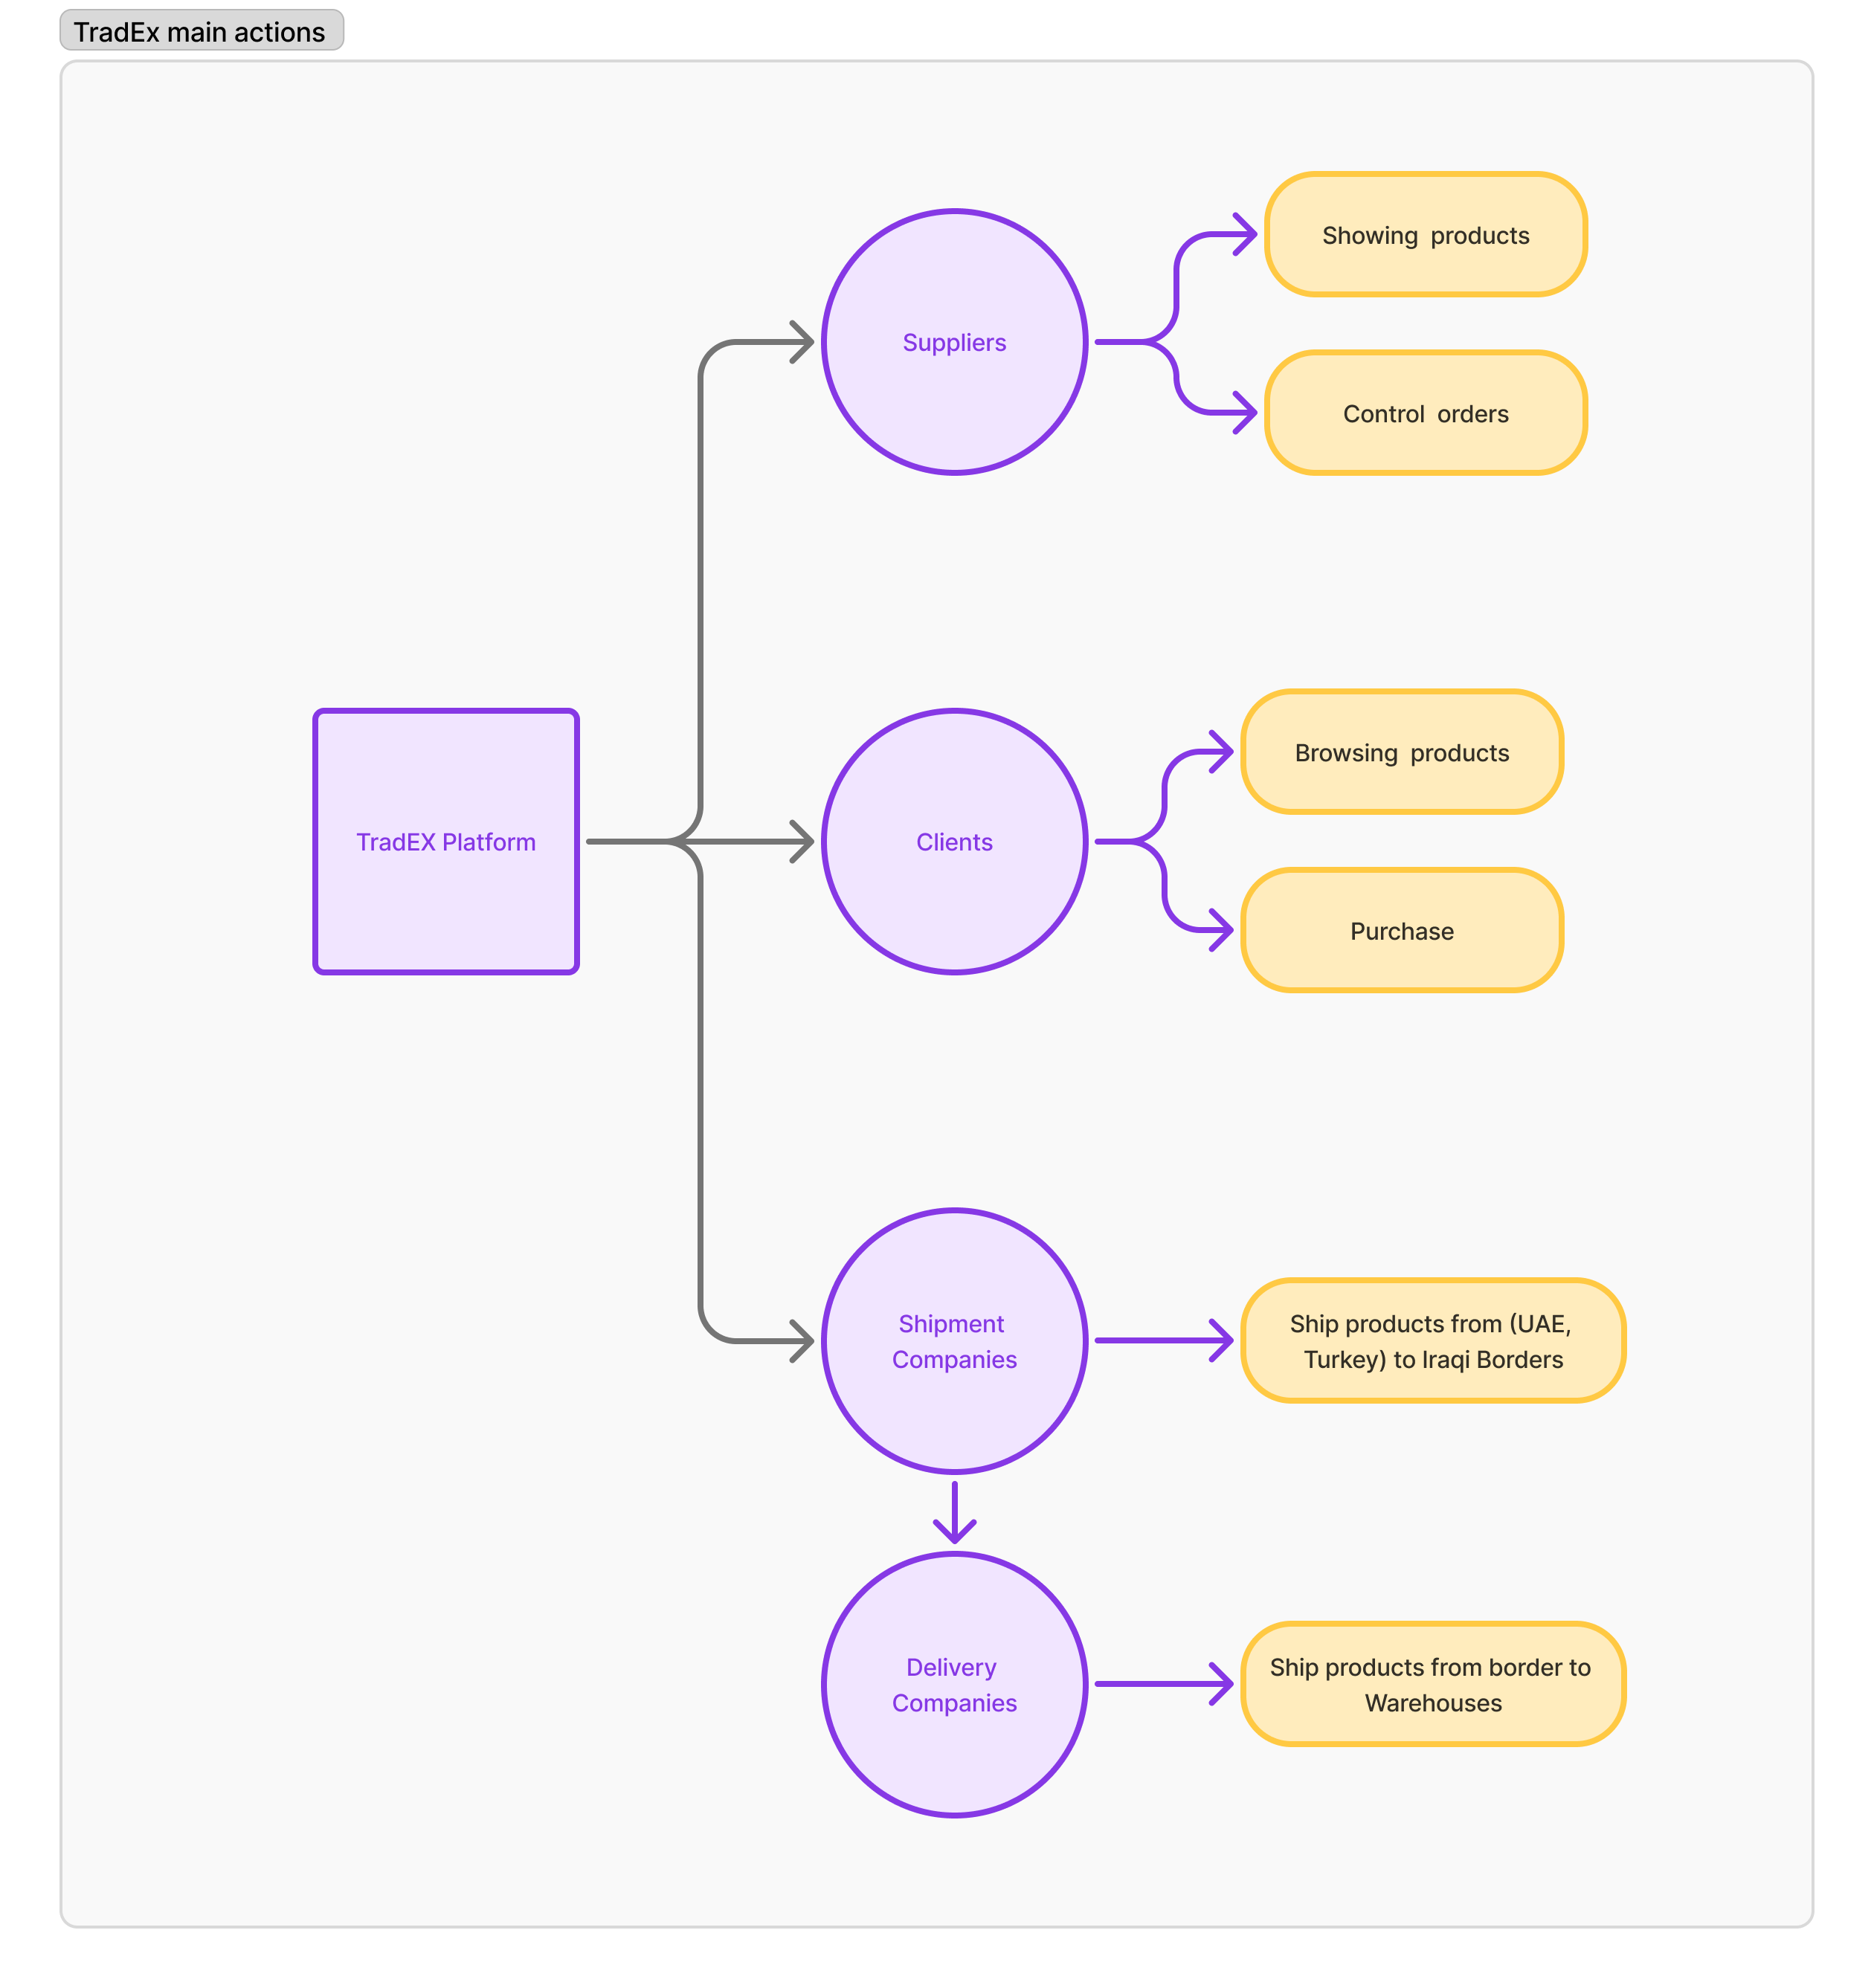 TradEx main actions
Showing products
Suppliers
Control orders
Browsing products
TradEX Platform
Clients
Purchase
Shipment
Companies
Ship products from (UAE,
Turkey) to Iraqi Borders
Delivery
Companies
Ship products from border to
Warehouses